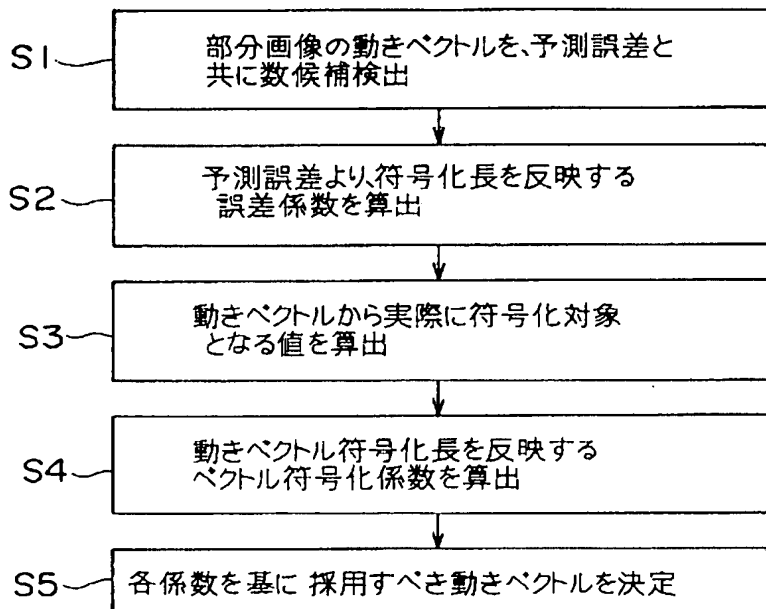 S1
部分画像の動きベクトルを、予測誤差と
共に数候補検出
S2
予測誤差より、符号化長を反映する
誤差係数を算出
S3
動きベクトルから実際に符号化対象
となる値を算出
S4
動きベクトル符号化長を反映する
ベクトル符号化係数を算出
S5
各係数を基に採用すべき動きベクトルを決定